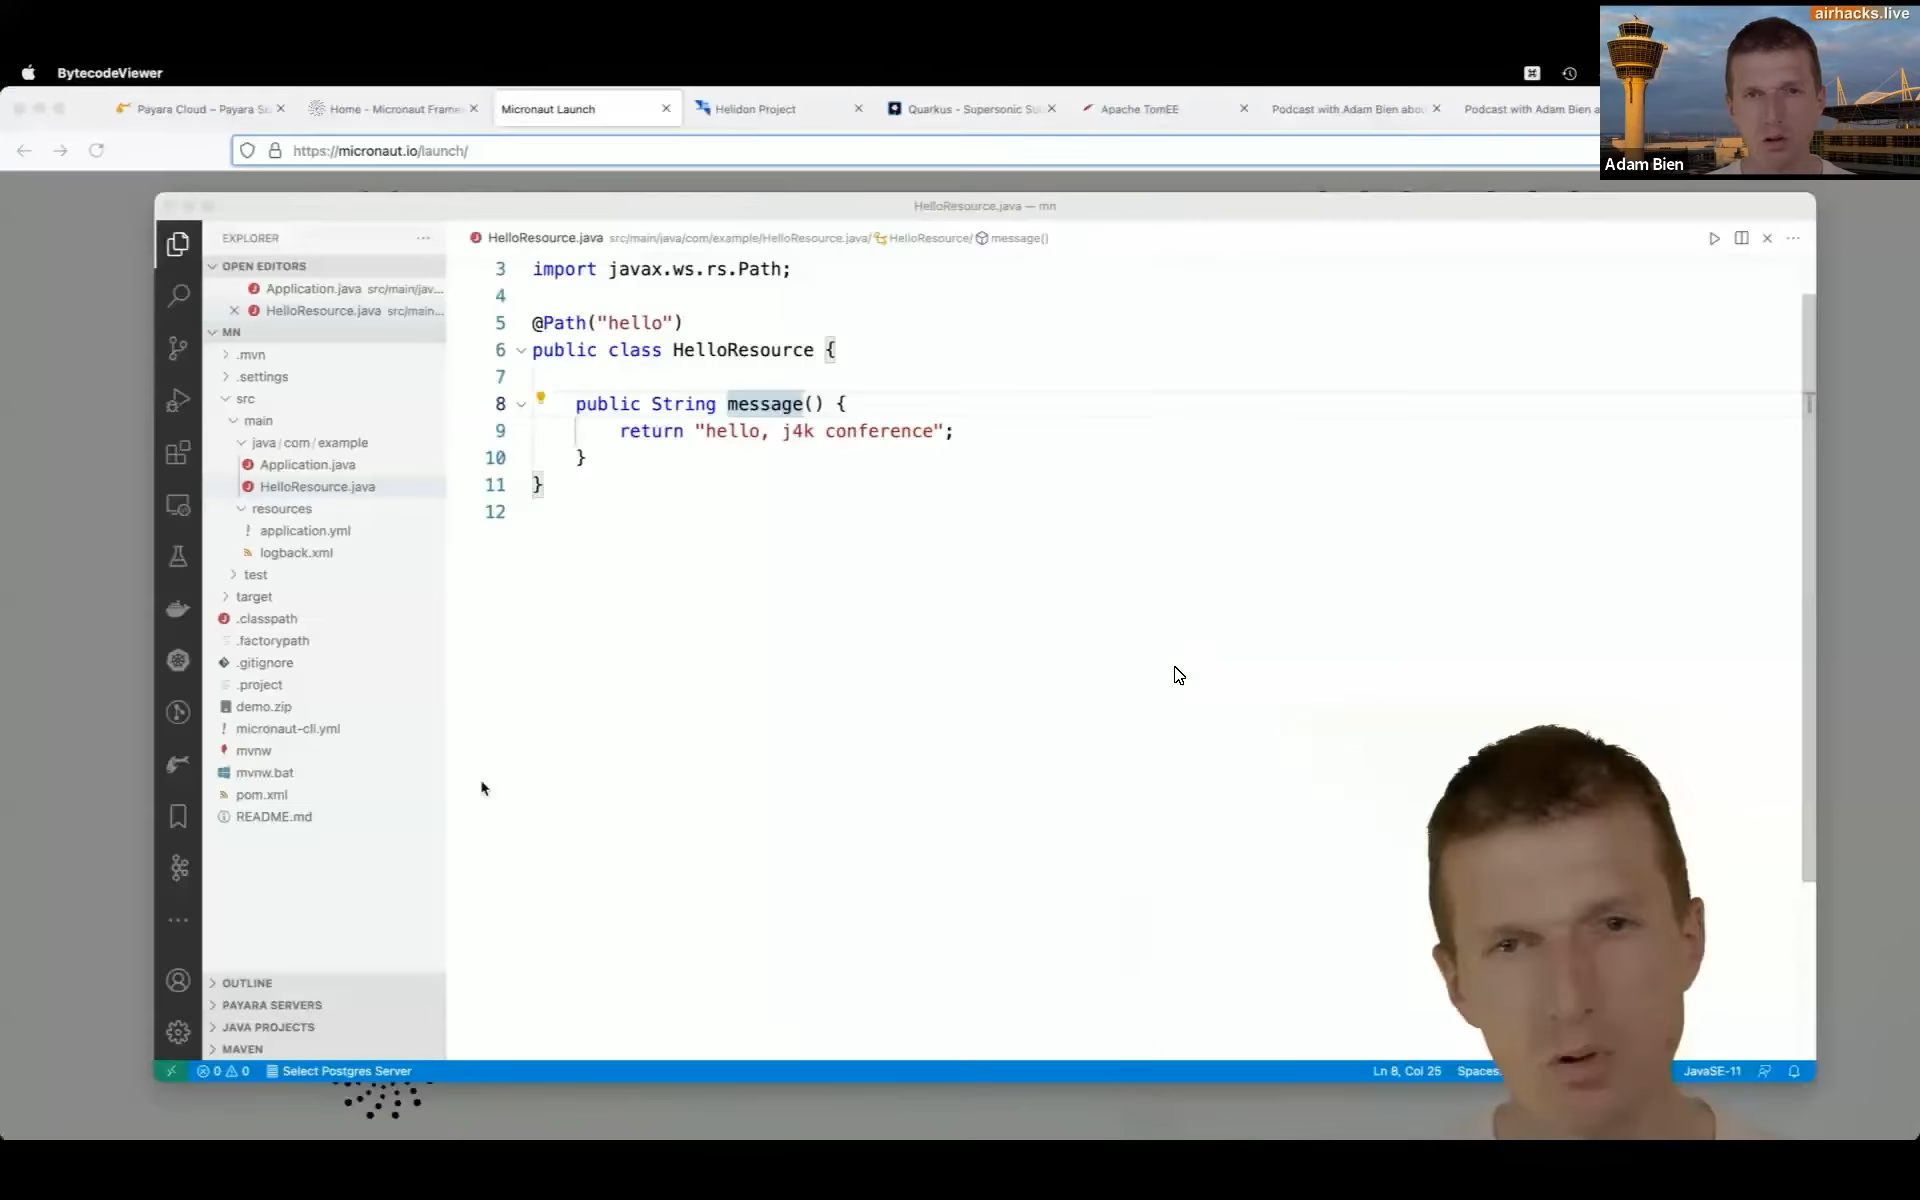 airhacks.live
BytecodeViewer
Payara Cloud – Payara Se
Home - Micronaut Frame
Micronaut Launch
Helidon Project
Quarkus - Supersonic Su
Apache TomEE
Podcast with Adam Bien abou
Podcast with Adam Bien a
https://micronaut.io/launch/
Adam Bien
HelloResource.java — mn
EXPLORER
HelloResource.java src/main/java/com/example/HelloResource.java/ HelloResource/ message()
OPEN EDITORS
Application.java src/main/jav...
HelloResource.java src/main...
MN
.mvn
.settings
src
main
java/com/example
Application.java
HelloResource.java
resources
application.yml
logback.xml
test
target
.classpath
.factorypath
.gitignore
.project
demo.zip
micronaut-cli.yml
mvnw
mvnw.bat
pom.xml
README.md
OUTLINE
PAYARA SERVERS
JAVA PROJECTS
MAVEN
3 import javax.ws.rs.Path;
4
5 @Path("hello")
6 public class HelloResource {
7
8 public String message() {
9 return "hello, j4k conference";
10 }
11 }
12
0 0 Select Postgres Server
Ln 8, Col 25 Spaces: JavaSE-11